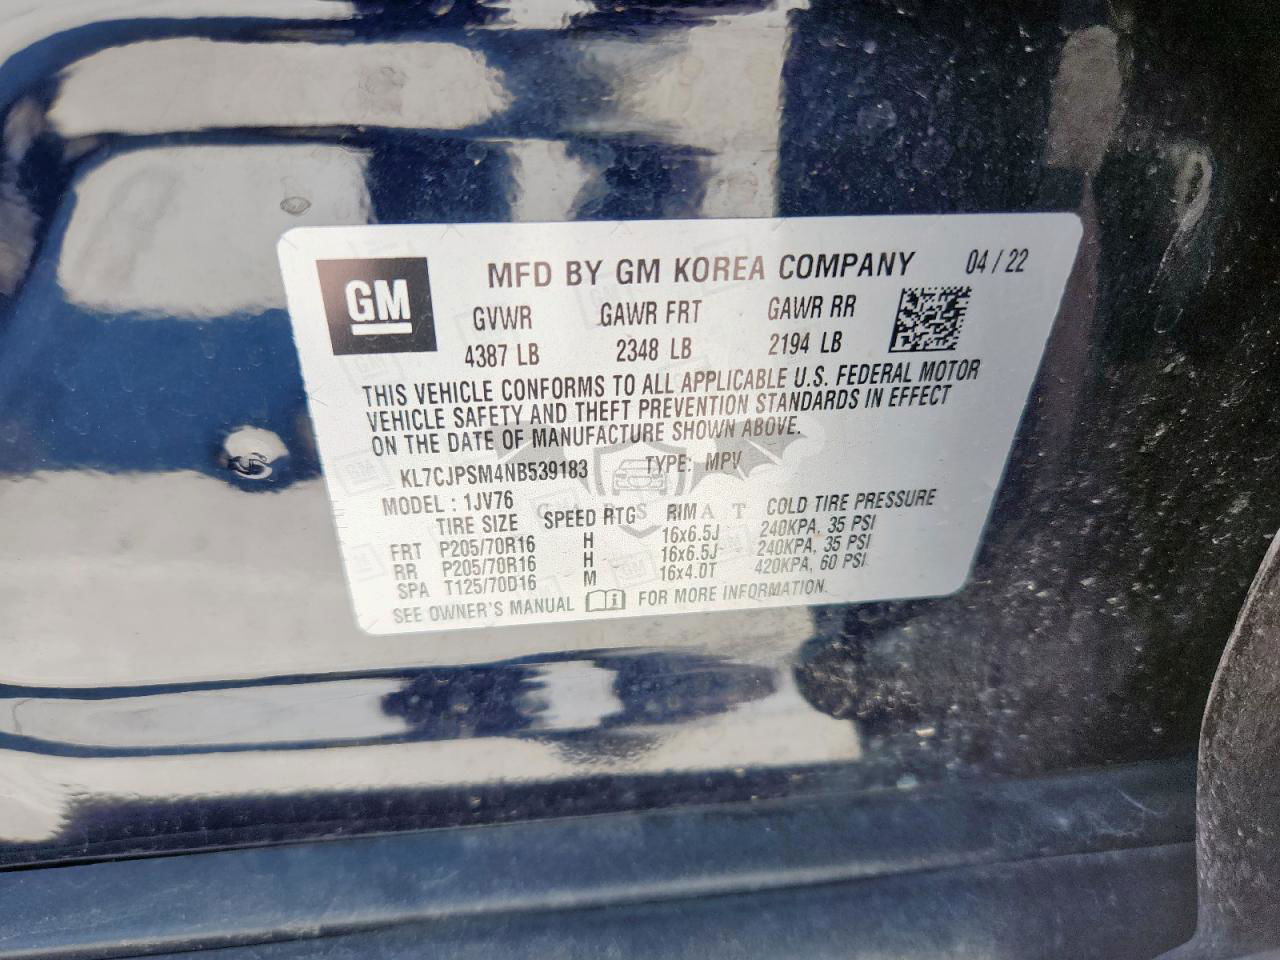 GM
MFD BY GM KOREA COMPANY 04 / 22
GVWR GAWR FRT GAWR RR
4387 LB 2348 LB 2194 LB
THIS VEHICLE CONFORMS TO ALL APPLICABLE U.S. FEDERAL MOTOR
VEHICLE SAFETY AND THEFT PREVENTION STANDARDS IN EFFECT
ON THE DATE OF MANUFACTURE SHOWN ABOVE.
KL7CJPSM4NB539183 TYPE: MPV
MODEL : 1JV76
TIRE SIZE SPEED RTG RIM COLD TIRE PRESSURE
FRT P205/70R16 H 16x6.5J 240KPA, 35 PSI
RR P205/70R16 H 16x6.5J 240KPA, 35 PSI
SPA T125/70D16 M 16x4.0T 420KPA, 60 PSI
SEE OWNER'S MANUAL FOR MORE INFORMATION.